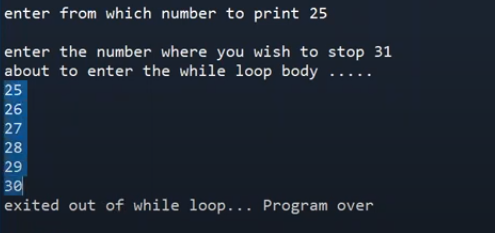 enter from which number to print 25
enter the number where you wish to stop 31
about to enter the while loop body .....
25
26
27
28
29
30
exited out of while loop... Program over